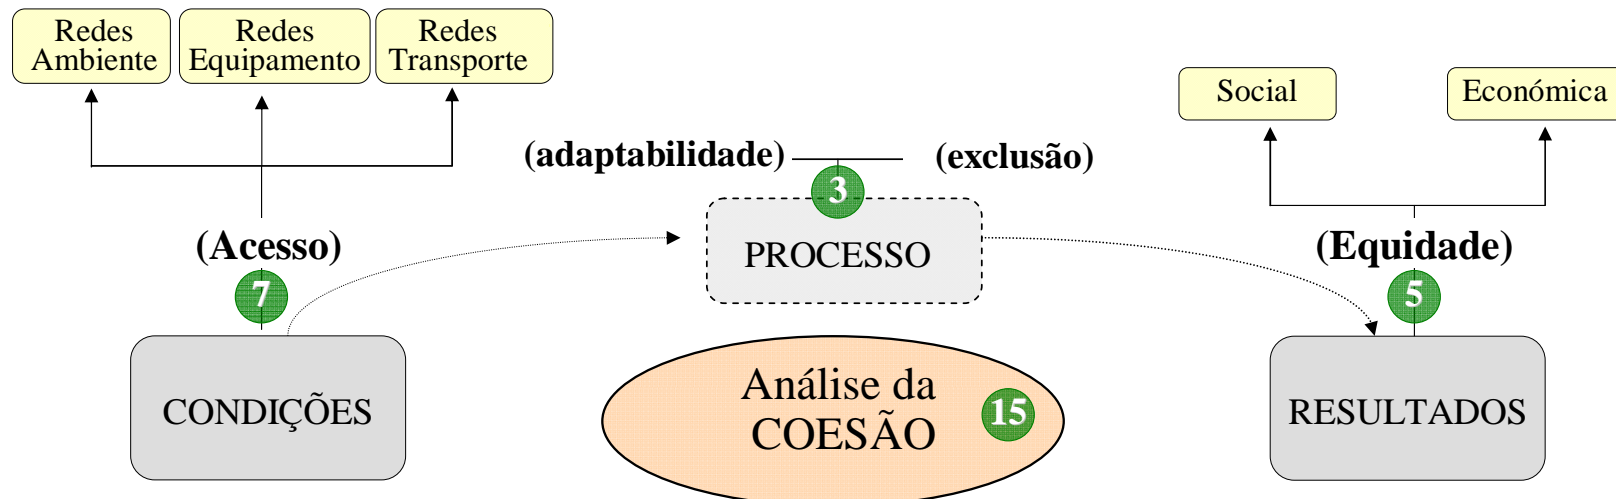 Redes
Ambiente
Redes
Equipamento
Redes
Transporte
Social
Económica
(adaptabilidade)
(exclusão)
3
(Acesso)
PROCESSO
(Equidade)
7
5
CONDIÇÕES
Análise da
COESÃO
15
RESULTADOS